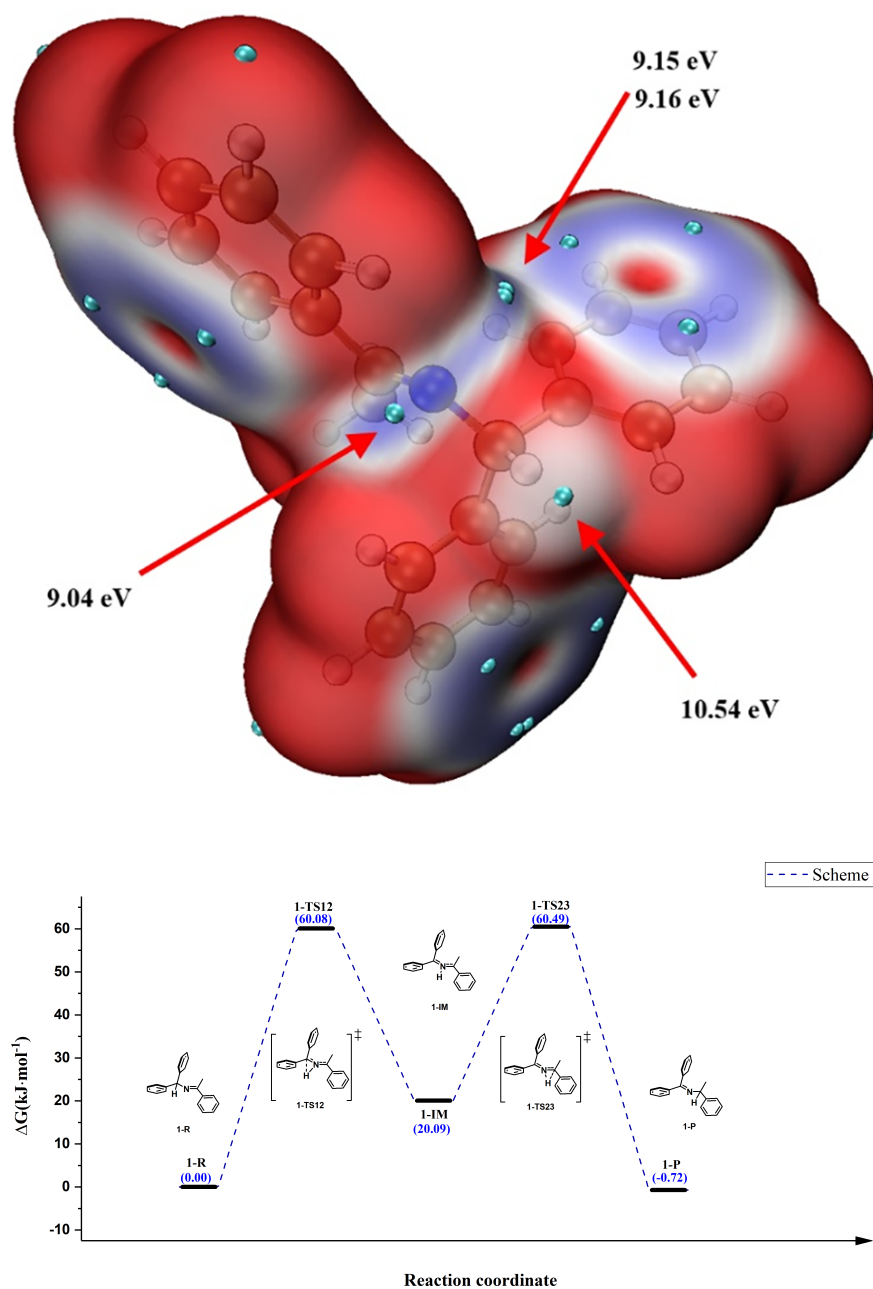 9.15 eV
9.16 eV
9.04 eV
10.54 eV
Scheme
1-TS12
(60.08)
1-TS23
(60.49)
60
50
40
30
20
10
0
-10
ΔG(kJ·mol⁻¹)
N
H
1-IM
‡
N
H
1-TS12
‡
N
H
1-TS23
H
N
1-R
N
H
1-P
1-IM
(20.09)
1-R
(0.00)
1-P
(-0.72)
Reaction coordinate